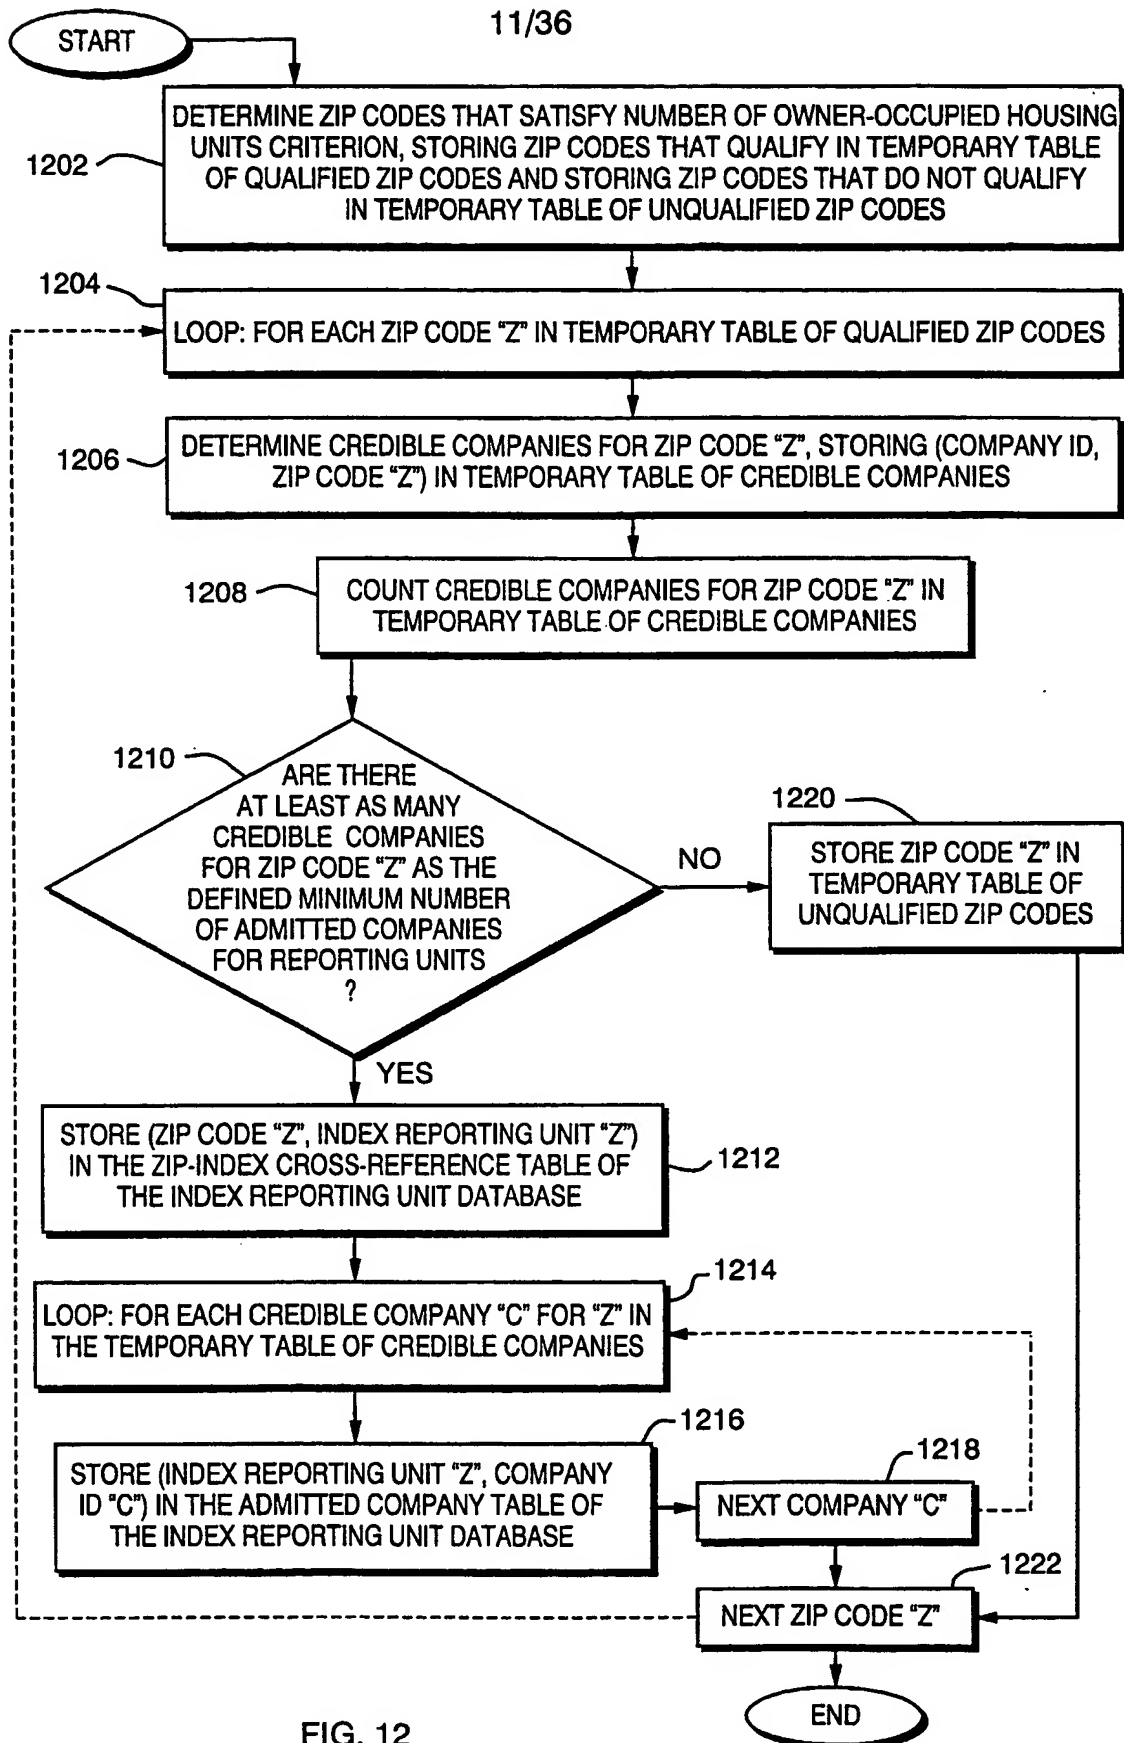 11/36
START
1202
DETERMINE ZIP CODES THAT SATISFY NUMBER OF OWNER-OCCUPIED HOUSING
UNITS CRITERION, STORING ZIP CODES THAT QUALIFY IN TEMPORARY TABLE
OF QUALIFIED ZIP CODES AND STORING ZIP CODES THAT DO NOT QUALIFY
IN TEMPORARY TABLE OF UNQUALIFIED ZIP CODES
1204
LOOP: FOR EACH ZIP CODE "Z" IN TEMPORARY TABLE OF QUALIFIED ZIP CODES
1206
DETERMINE CREDIBLE COMPANIES FOR ZIP CODE "Z", STORING (COMPANY ID,
ZIP CODE "Z") IN TEMPORARY TABLE OF CREDIBLE COMPANIES
1208
COUNT CREDIBLE COMPANIES FOR ZIP CODE "Z" IN
TEMPORARY TABLE OF CREDIBLE COMPANIES
1210
ARE THERE
AT LEAST AS MANY
CREDIBLE COMPANIES
FOR ZIP CODE "Z" AS THE
DEFINED MINIMUM NUMBER
OF ADMITTED COMPANIES
FOR REPORTING UNITS
?
NO
1220
STORE ZIP CODE "Z" IN
TEMPORARY TABLE OF
UNQUALIFIED ZIP CODES
YES
STORE (ZIP CODE "Z", INDEX REPORTING UNIT "Z")
IN THE ZIP-INDEX CROSS-REFERENCE TABLE OF
THE INDEX REPORTING UNIT DATABASE
1212
1214
LOOP: FOR EACH CREDIBLE COMPANY "C" FOR "Z" IN
THE TEMPORARY TABLE OF CREDIBLE COMPANIES
1216
STORE (INDEX REPORTING UNIT "Z", COMPANY
ID "C") IN THE ADMITTED COMPANY TABLE OF
THE INDEX REPORTING UNIT DATABASE
1218
NEXT COMPANY "C"
1222
NEXT ZIP CODE "Z"
END
FIG. 12